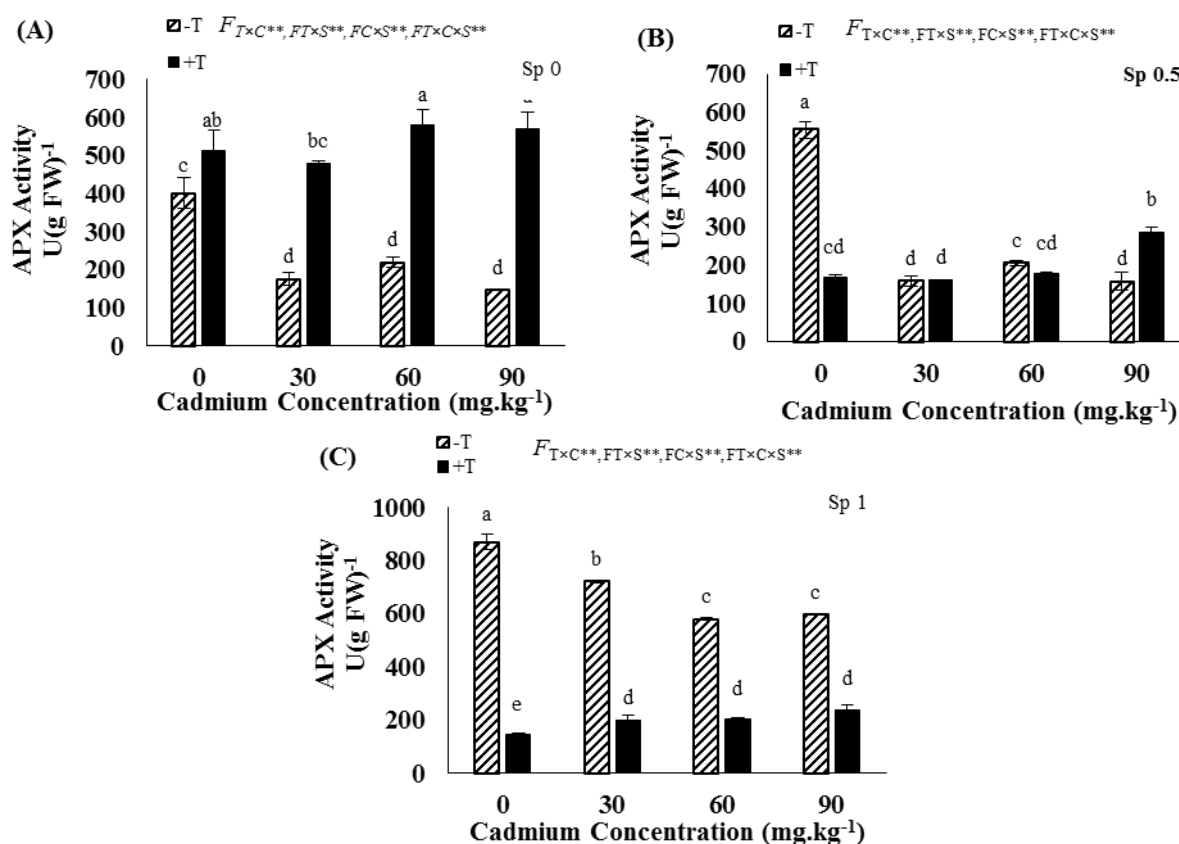 (A)
-T
+T
F T×C**, FT×S**, FC×S**, FT×C×S**
Sp 0
APX Activity
U(g FW)-1
700
600
500
400
300
200
100
0
c ab d bc d a d
0 30 60 90
Cadmium Concentration (mg.kg-1)
(B)
-T
+T
F T×C**, FT×S**, FC×S**, FT×C×S**
Sp 0.5
APX Activity
U(g FW)-1
700
600
500
400
300
200
100
0
a cd d d c cd d b
0 30 60 90
Cadmium Concentration (mg.kg-1)
(C)
-T
+T
F T×C**, FT×S**, FC×S**, FT×C×S**
Sp 1
APX Activity
U(g FW)-1
1000
800
600
400
200
0
a e b d c d c d
0 30 60 90
Cadmium Concentration (mg.kg-1)